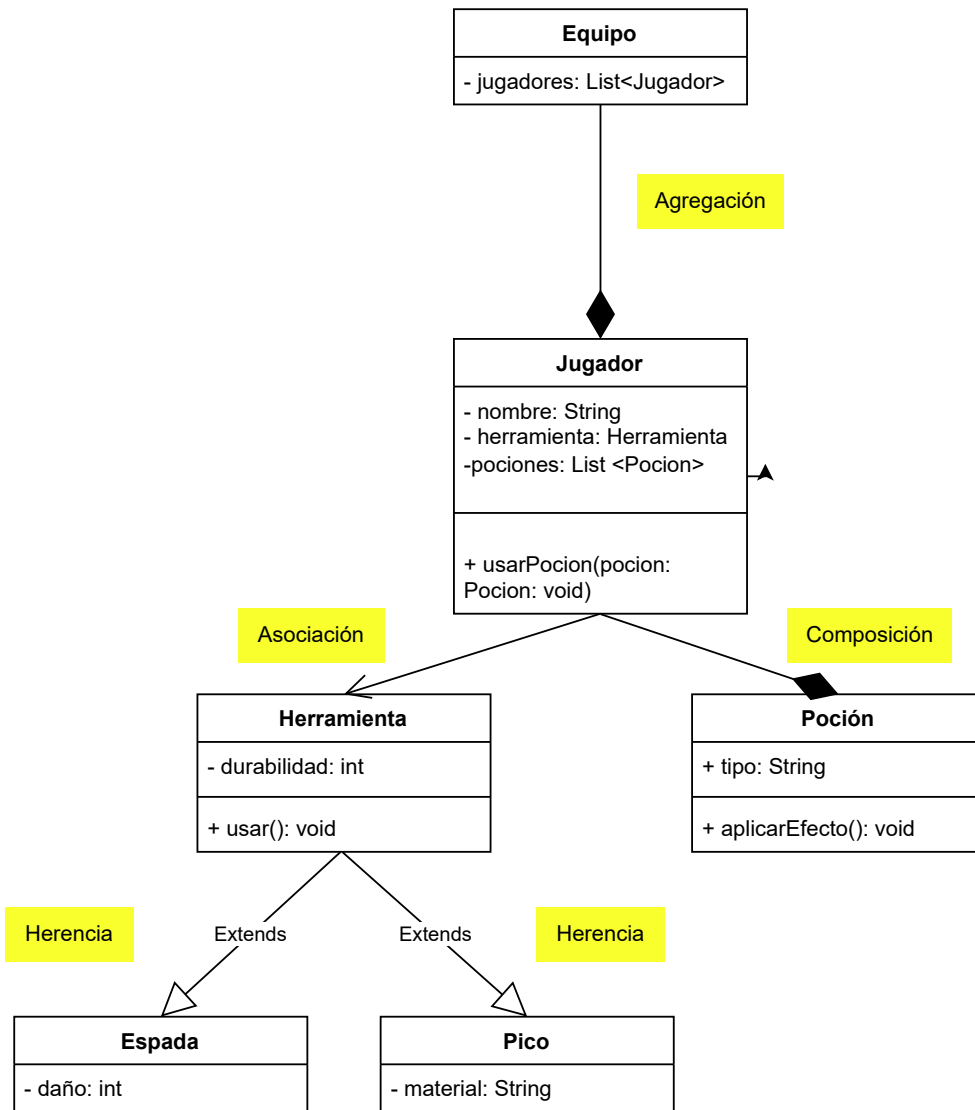 Equipo
- jugadores: List<Jugador>
Agregación
Jugador
- nombre: String
- herramienta: Herramienta
-pociones: List <Pocion>
+ usarPocion(pocion:
Pocion: void)
Asociación
Composición
Herramienta
- durabilidad: int
+ usar(): void
Poción
+ tipo: String
+ aplicarEfecto(): void
Herencia
Extends
Extends
Herencia
Espada
- daño: int
Pico
- material: String